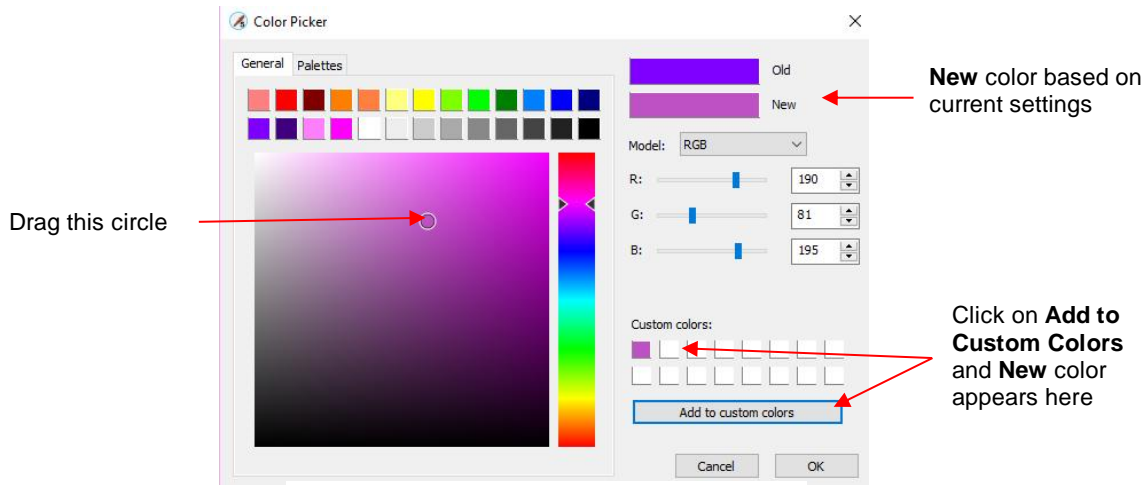 Color Picker
General Palettes
Old
New
Model: RGB
R: 190
G: 81
B: 195
Custom colors:
Add to custom colors
Cancel OK
Drag this circle
New color based on
current settings
Click on Add to
Custom Colors
and New color
appears here